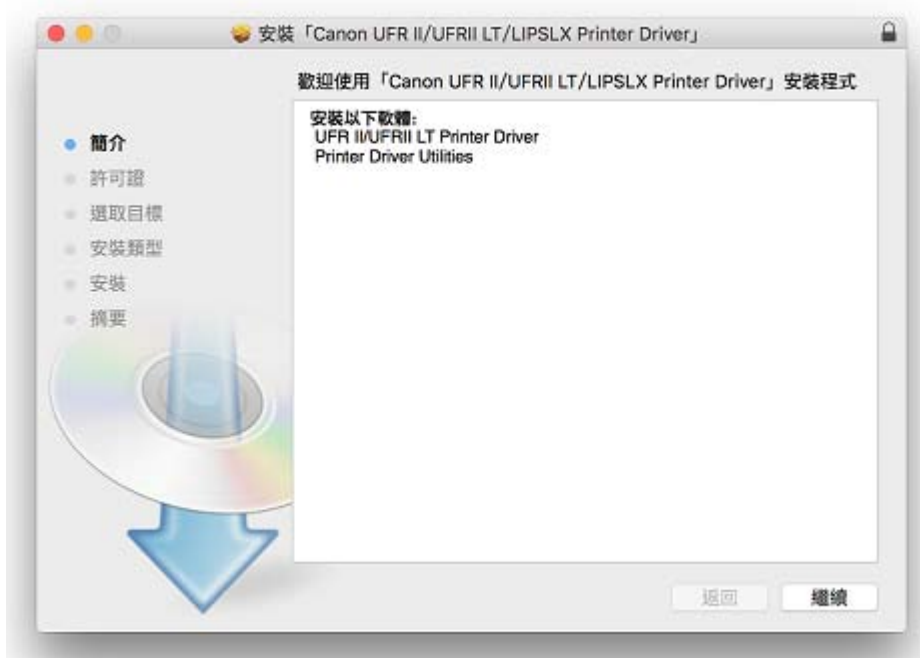 安裝「Canon UFR II/UFRII LT/LIPSLX Printer Driver」
歡迎使用「Canon UFR II/UFRII LT/LIPSLX Printer Driver」安裝程式
簡介
許可證
選取目標
安裝類型
安裝
摘要
安裝以下軟體:
UFR II/UFRII LT Printer Driver
Printer Driver Utilities
返回
繼續